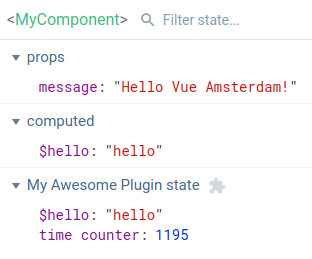 <MyComponent> Filter state...
props
message: "Hello Vue Amsterdam!"
computed
$hello: "hello"
My Awesome Plugin state
$hello: "hello"
time counter: 1195